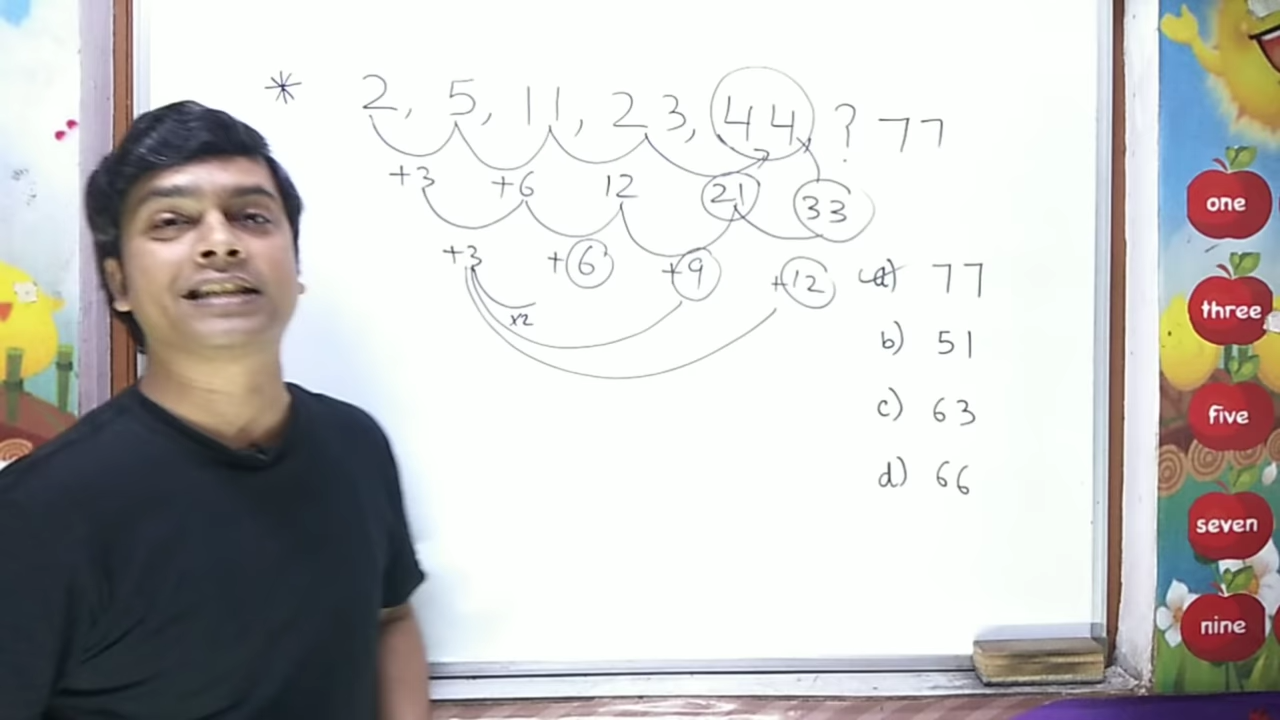 * 2, 5, 11, 23, 44 ? 77
+3 +6 12 21 33
+3 +6 +9 +12
x2
a) 77
b) 51
c) 63
d) 66
one
three
five
seven
nine